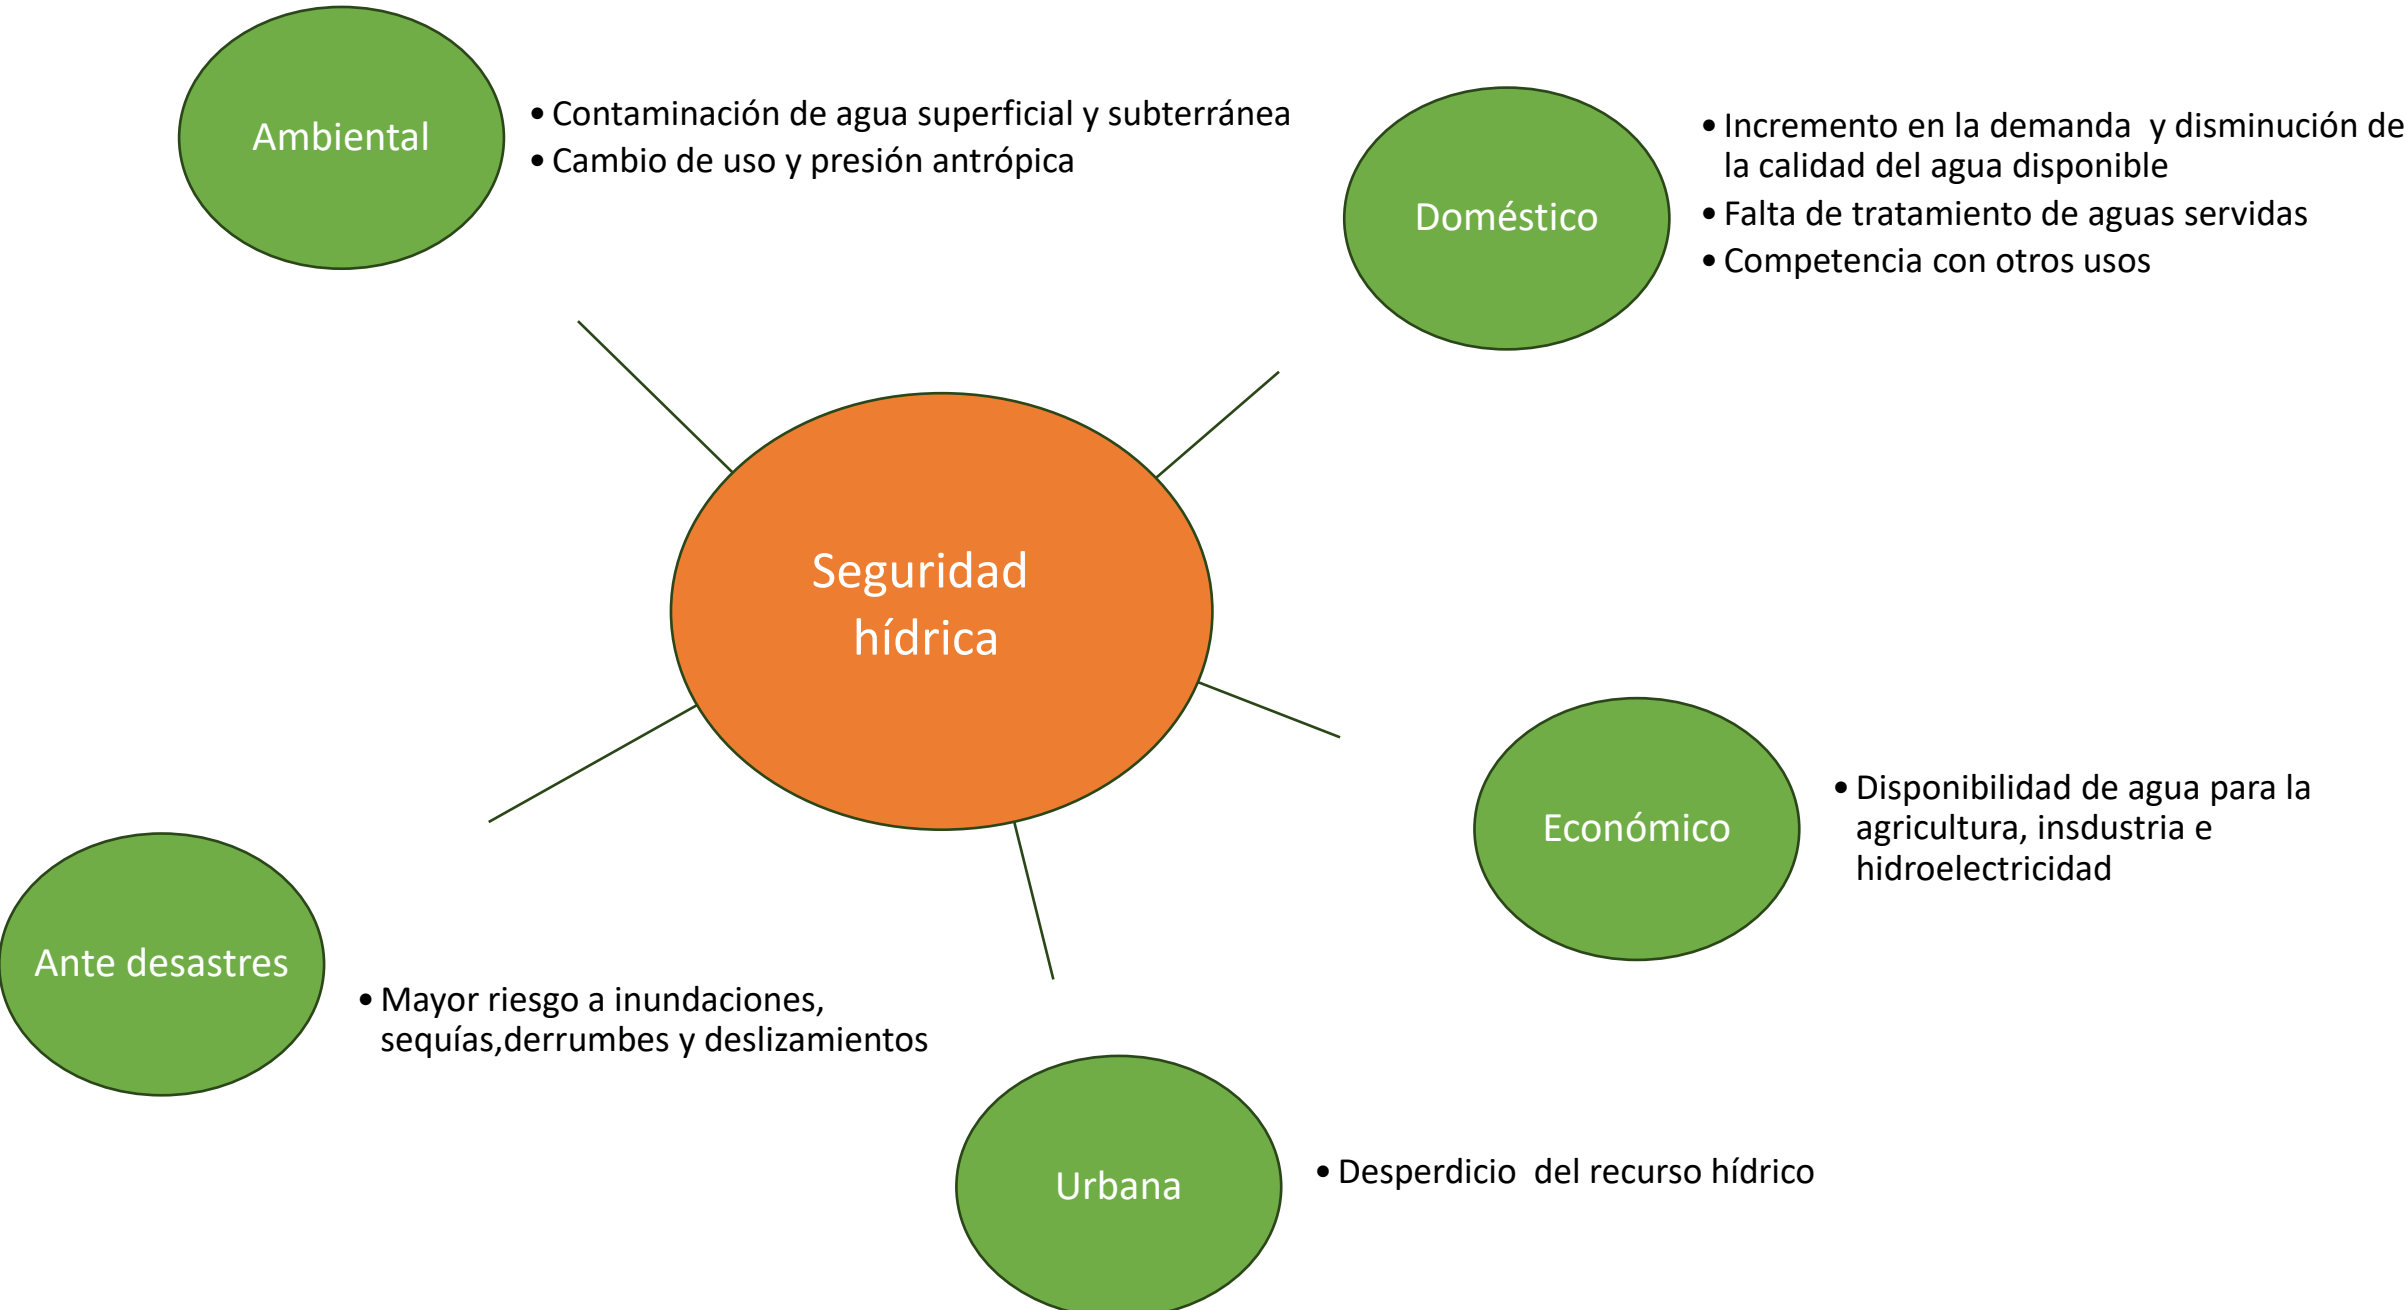 Ambiental
• Contaminación de agua superficial y subterránea
• Cambio de uso y presión antrópica
Doméstico
• Incremento en la demanda  y disminución de
la calidad del agua disponible
• Falta de tratamiento de aguas servidas
• Competencia con otros usos
Seguridad
hídrica
Económico
• Disponibilidad de agua para la
agricultura, insdustria e
hidroelectricidad
Ante desastres
• Mayor riesgo a inundaciones,
sequías,derrumbes y deslizamientos
Urbana
• Desperdicio  del recurso hídrico